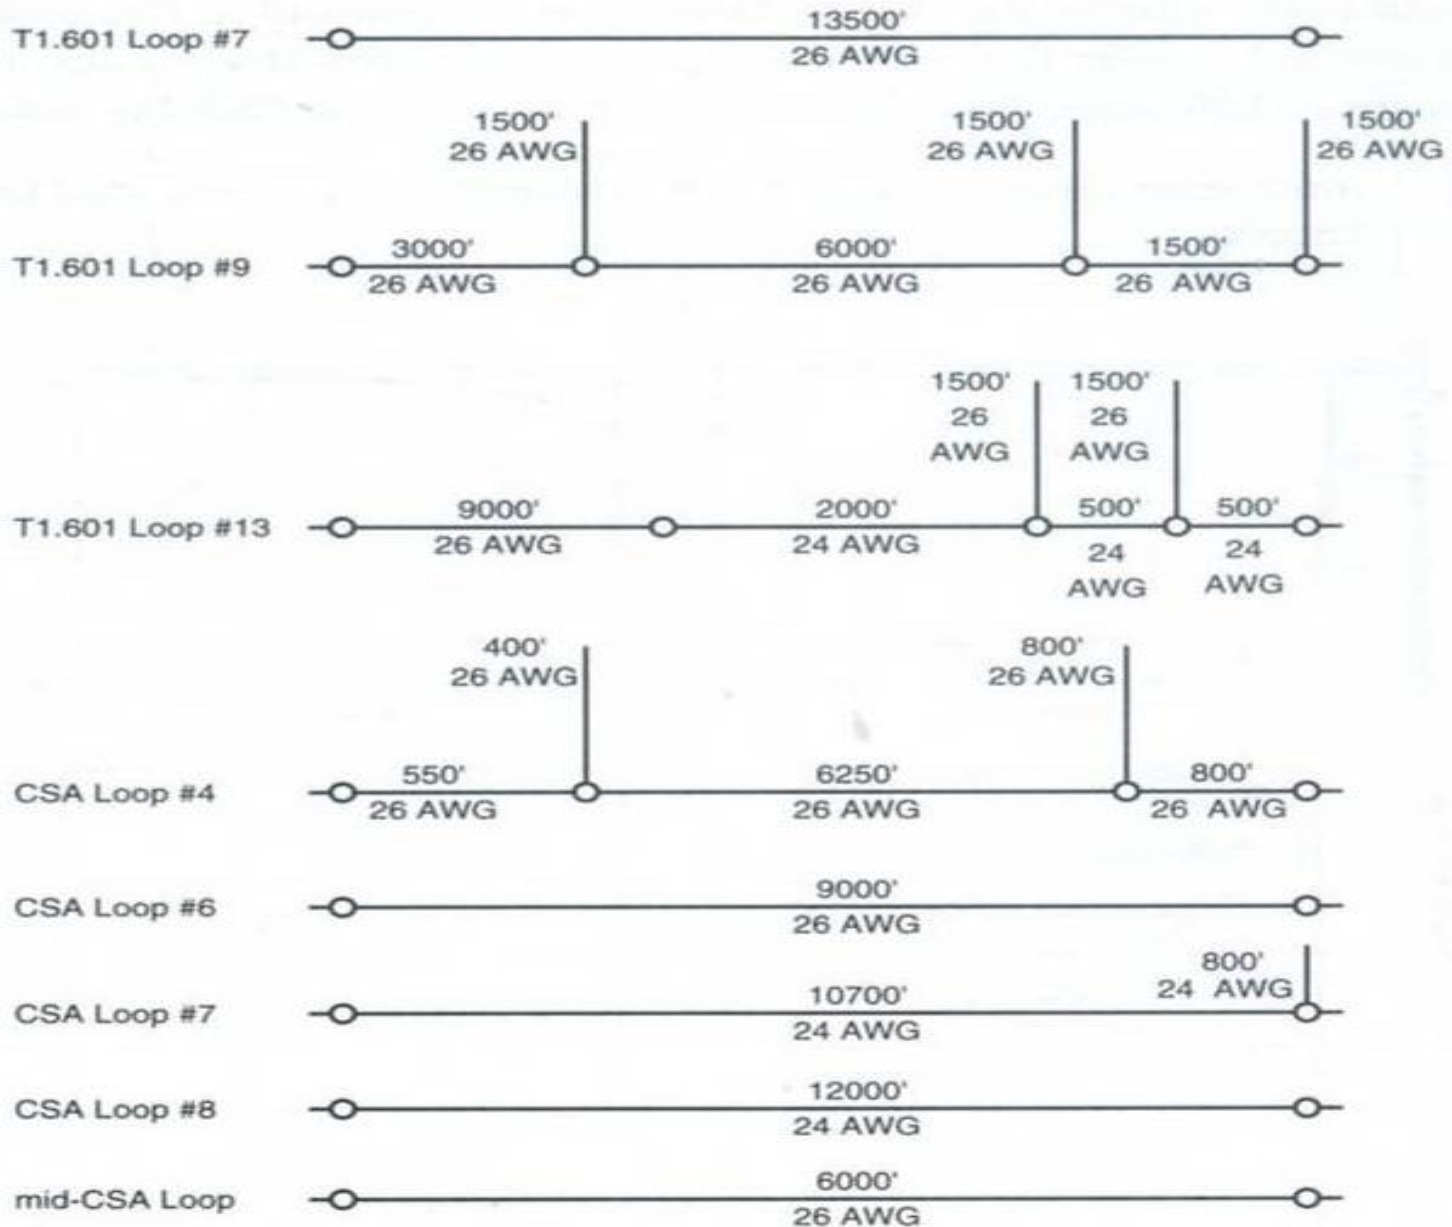 13500'
T1.601 Loop #7
26 AWG
1500' 1500' 1500'
26 AWG 26 AWG 26 AWG
3000' 6000' 1500'
T1.601 Loop #9
26 AWG 26 AWG 26 AWG
1500' 1500'
26 26
AWG AWG
9000' 2000' 500' 500'
T1.601 Loop #13
26 AWG 24 AWG 24 24
AWG AWG
400' 800'
26 AWG 26 AWG
550' 6250' 800'
CSA Loop #4
26 AWG 26 AWG 26 AWG
9000'
CSA Loop #6
26 AWG
800'
24 AWG
10700'
CSA Loop #7
24 AWG
12000'
CSA Loop #8
24 AWG
6000'
mid-CSA Loop
26 AWG